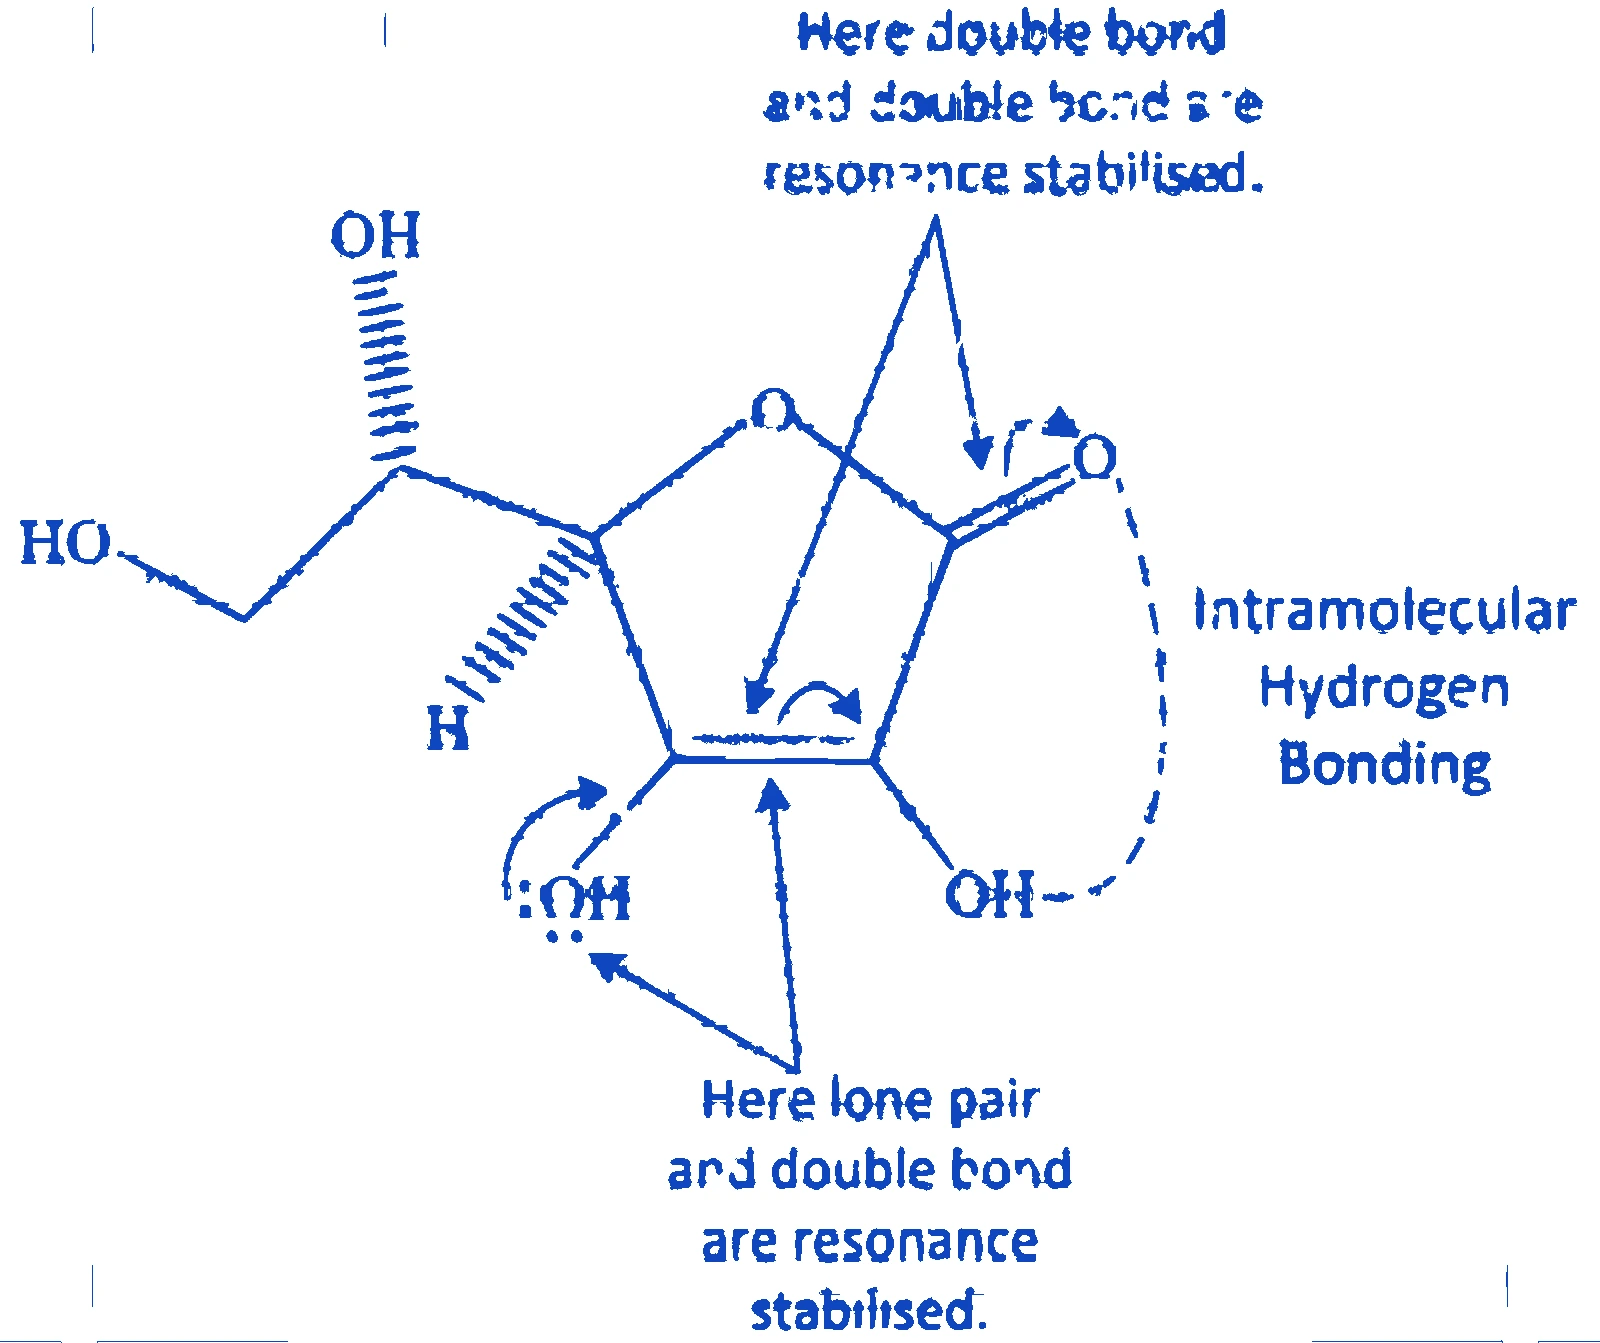 Here double bond
and double bond are
resonance stabilised.
OH
O
O
HO
Intramolecular
Hydrogen
Bonding
H
:OH
OH
Here lone pair
and double bond
are resonance
stabilised.